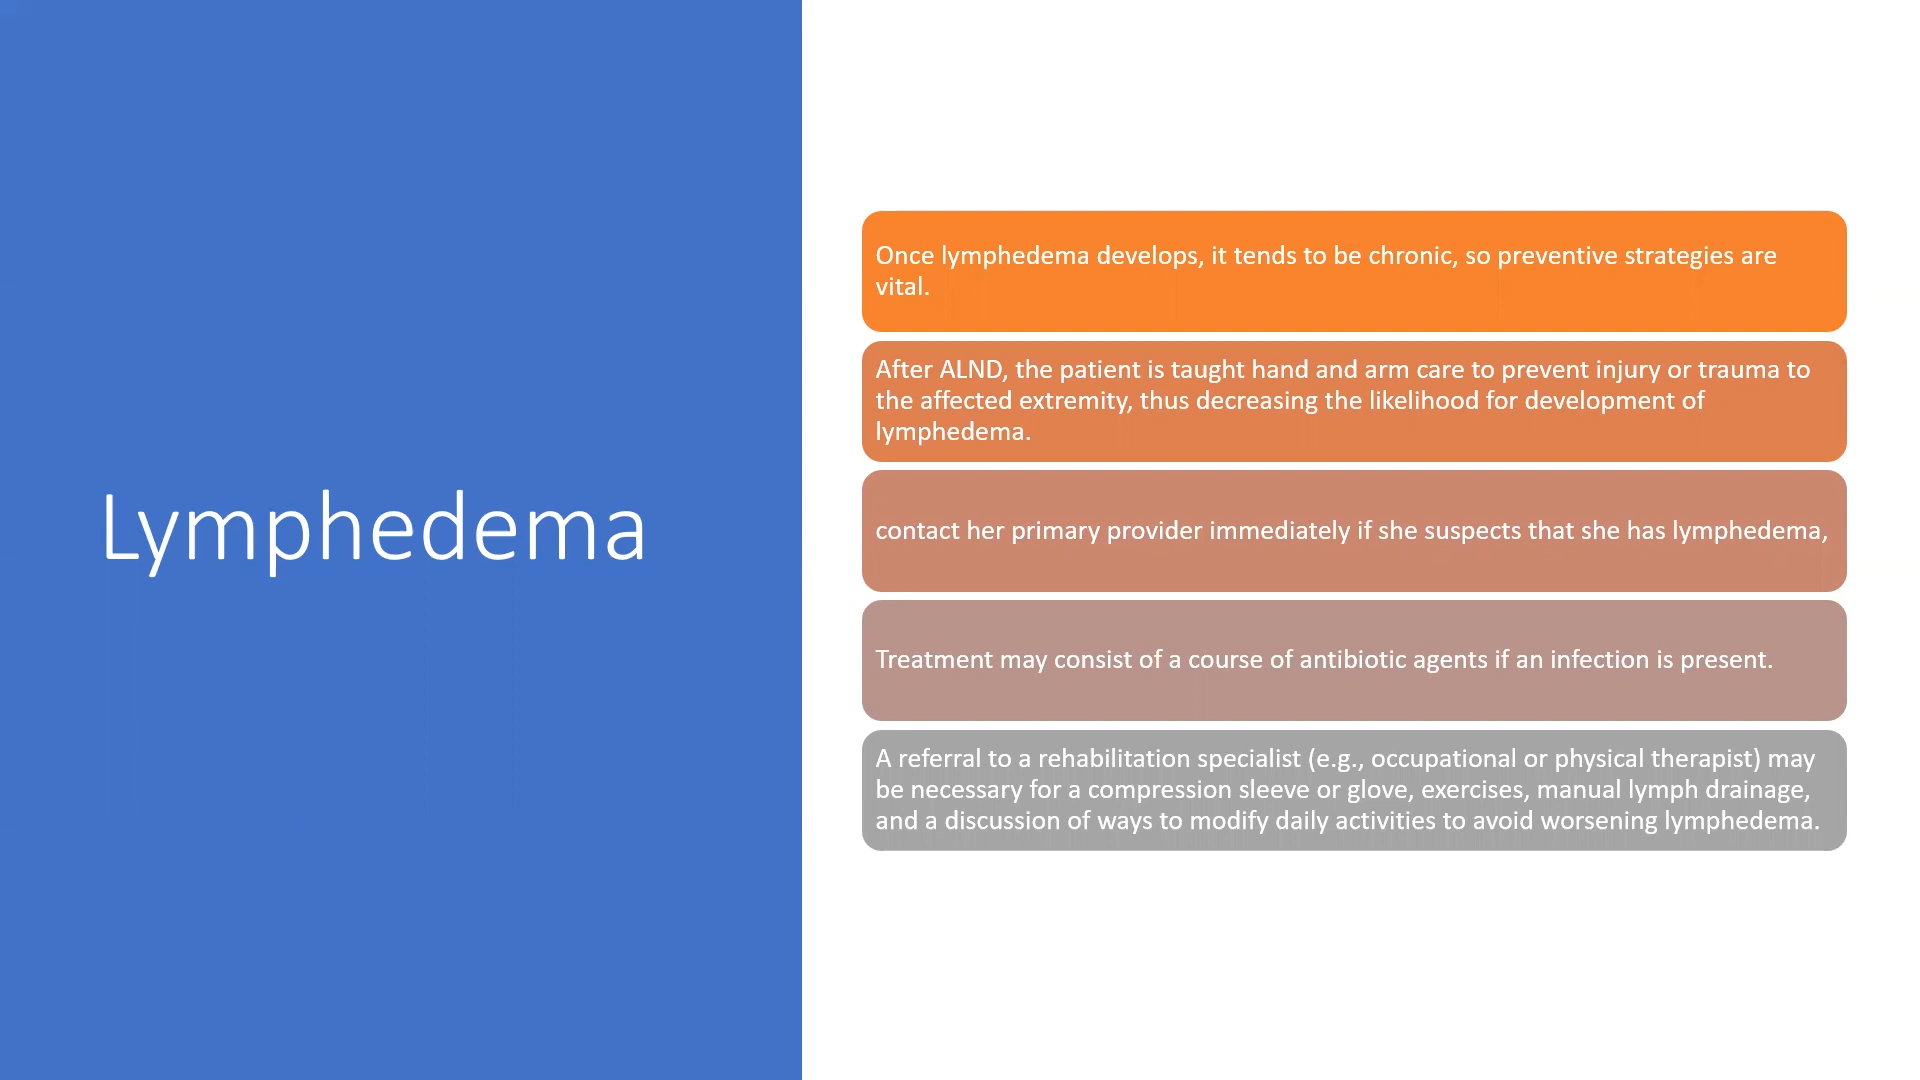 Lymphedema
Once lymphedema develops, it tends to be chronic, so preventive strategies are
vital.
After ALND, the patient is taught hand and arm care to prevent injury or trauma to
the affected extremity, thus decreasing the likelihood for development of
lymphedema.
contact her primary provider immediately if she suspects that she has lymphedema,
Treatment may consist of a course of antibiotic agents if an infection is present.
A referral to a rehabilitation specialist (e.g., occupational or physical therapist) may
be necessary for a compression sleeve or glove, exercises, manual lymph drainage,
and a discussion of ways to modify daily activities to avoid worsening lymphedema.